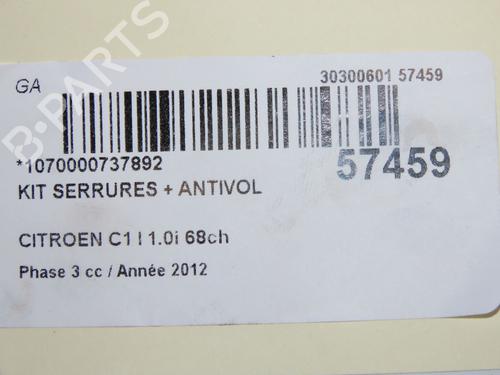 GA
30300601 57459
*1070000737892
57459
KIT SERRURES + ANTIVOL
CITROEN C1 I 1.0i 68ch
Phase 3 cc / Année 2012
B-PARTS